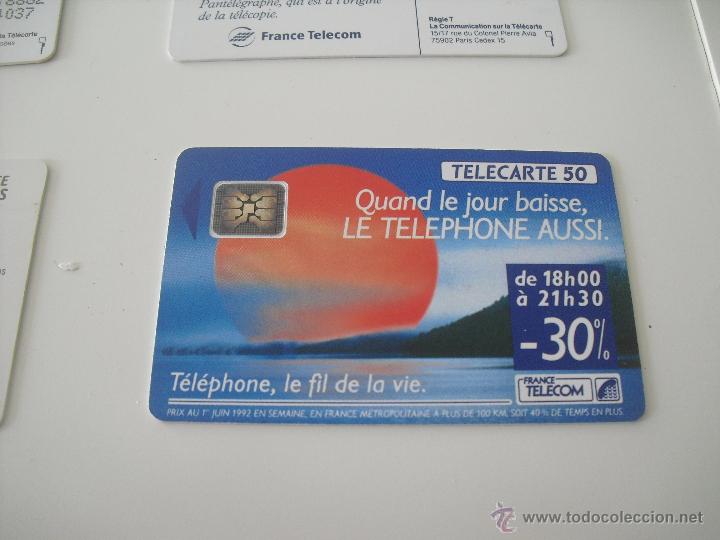 1037
la Télécarte
Pantélégraphe, qui est à l'origine
de la télécopie.
France Telecom
Régie T
La Communication sur la Télécarte
15/17 rue du Colonel Pierre Avia
75902 Paris Cedex 15
TELECARTE 50
Quand le jour baisse,
LE TELEPHONE AUSSI.
de 18h00
à 21h30
-30%
Téléphone, le fil de la vie.
FRANCE
TELECOM
PRIX AU 1er JUIN 1992 EN SEMAINE, EN FRANCE METROPOLITAINE A PLUS DE 100 KM, SOIT 40% DE TEMPS EN PLUS.
www.todocoleccion.net